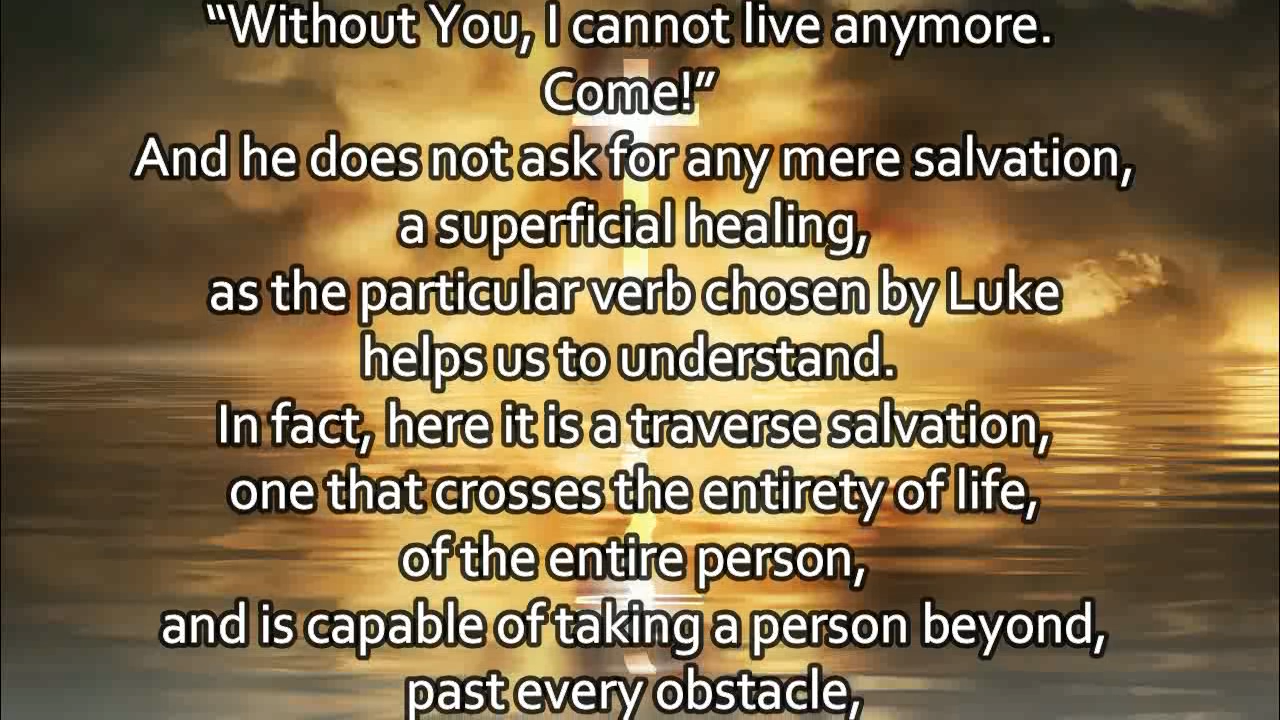 “Without You, I cannot live anymore.
Come!”
And he does not ask for any mere salvation,
a superficial healing,
as the particular verb chosen by Luke
helps us to understand.
In fact, here it is a traverse salvation,
one that crosses the entirety of life,
of the entire person,
and is capable of taking a person beyond,
past every obstacle,